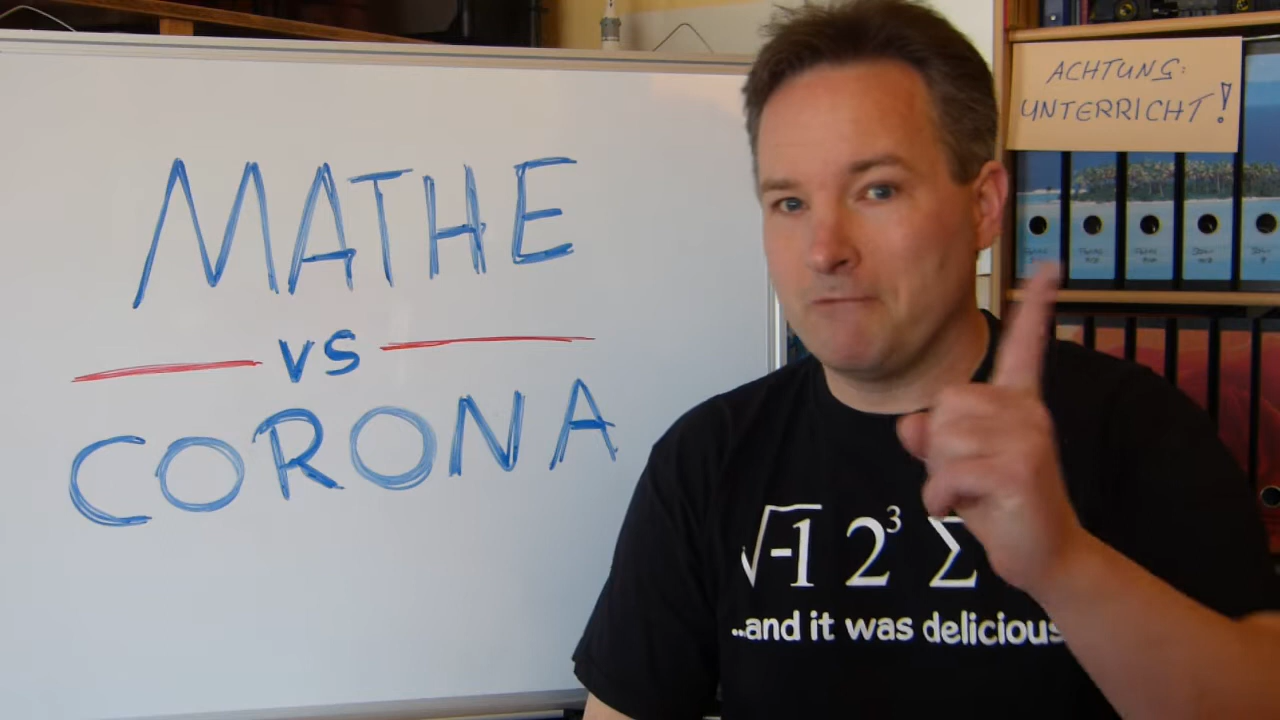 MATHE
vs
CORONA
ACHTUNG:
UNTERRICHT!
√-1 2³ Σ
..and it was delicious